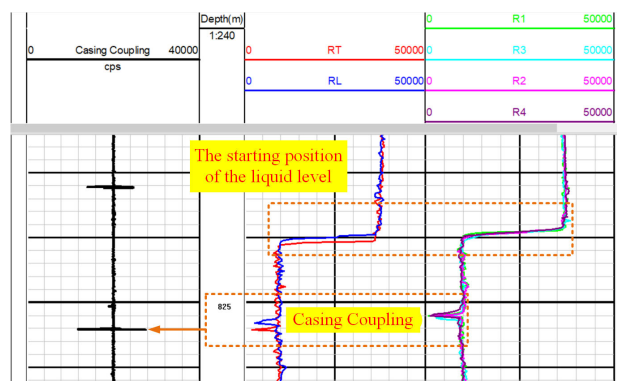 Depth(m)
1:240
0 Casing Coupling 40000
cps
0 RT 50000
0 RL 50000
0 R1 50000
0 R3 50000
0 R2 50000
0 R4 50000
The starting position
of the liquid level
825
Casing Coupling